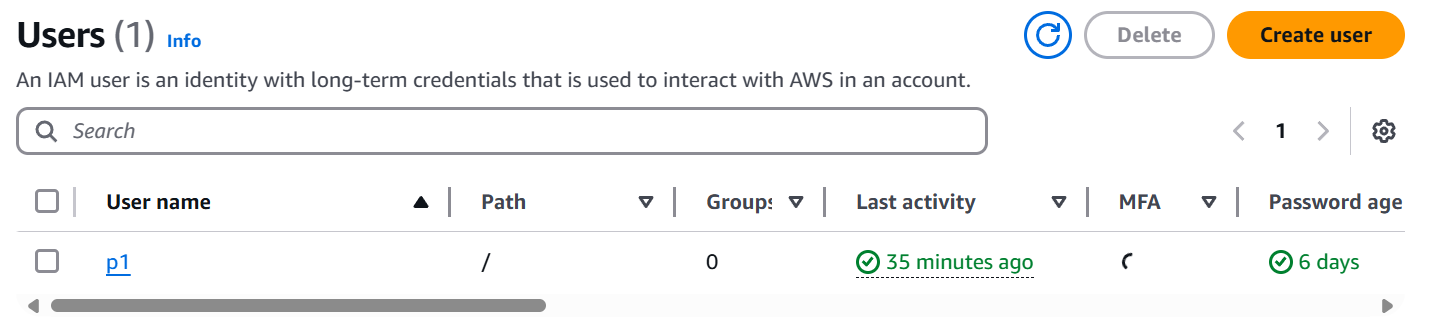 Users (1) Info
Delete
Create user
An IAM user is an identity with long-term credentials that is used to interact with AWS in an account.
Search
1
User name Path Groups Last activity MFA Password age
p1 / 0 35 minutes ago 6 days